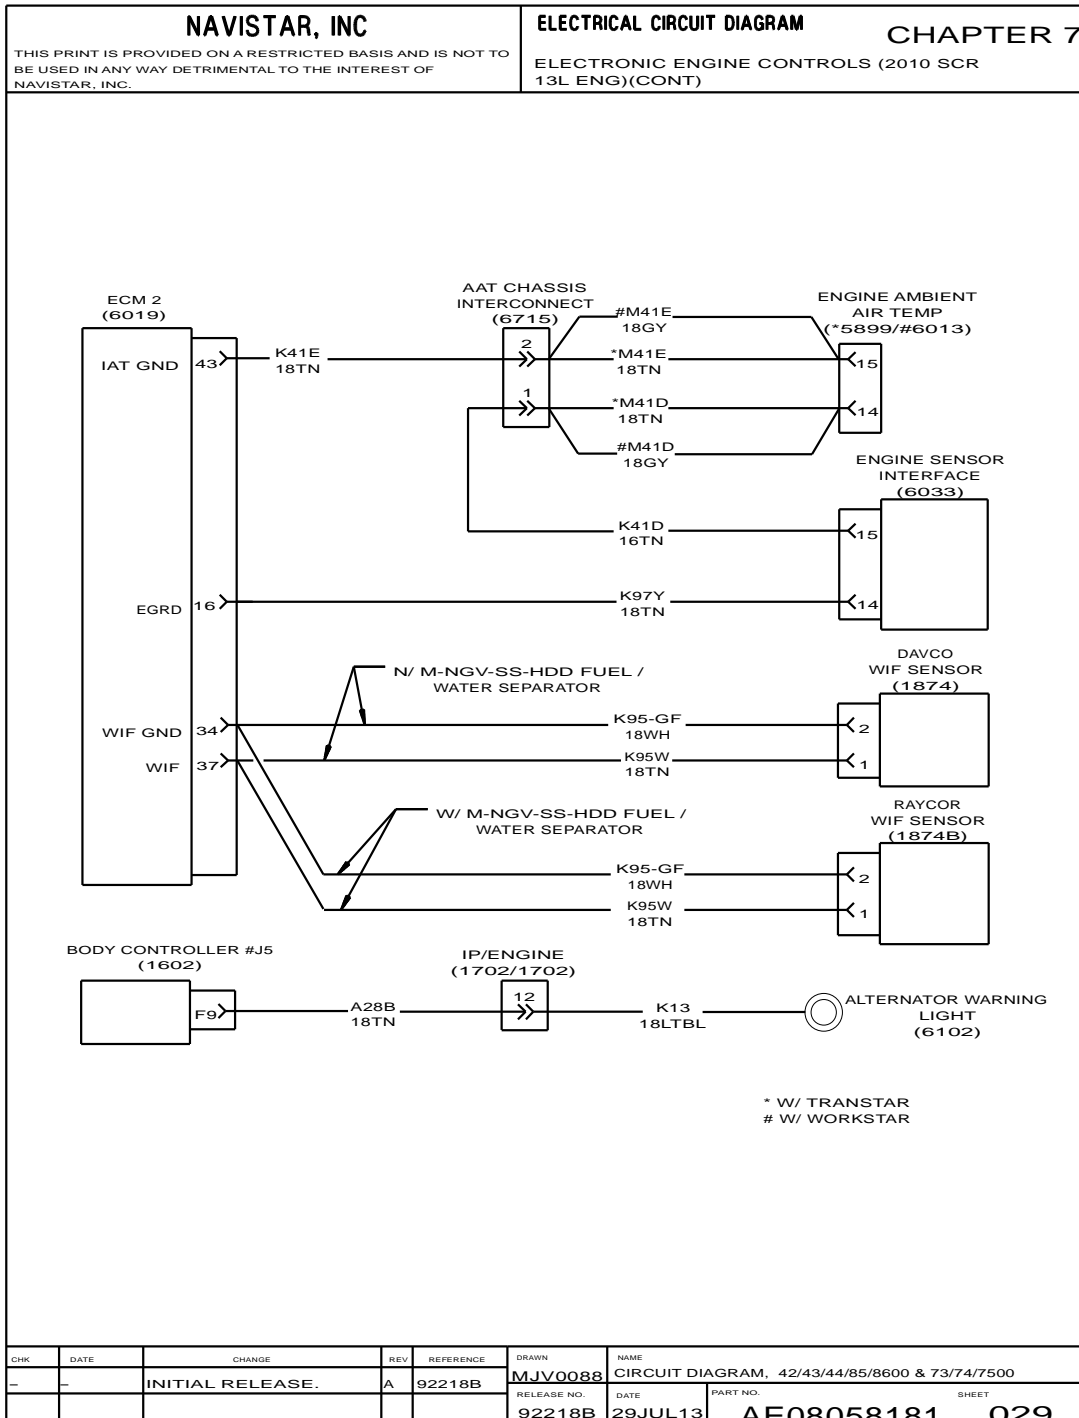 NAVISTAR, INC
THIS PRINT IS PROVIDED ON A RESTRICTED BASIS AND IS NOT TO
BE USED IN ANY WAY DETRIMENTAL TO THE INTEREST OF
NAVISTAR, INC.
ELECTRICAL CIRCUIT DIAGRAM
CHAPTER 7
ELECTRONIC ENGINE CONTROLS (2010 SCR
13L ENG)(CONT)
ECM 2
(6019)
AAT CHASSIS
INTERCONNECT
(6715)
ENGINE AMBIENT
AIR TEMP
(*5899/#6013)
#M41E
18GY
IAT GND
43
K41E
18TN
2
*M41E
18TN
15
1
*M41D
18TN
14
#M41D
18GY
ENGINE SENSOR
INTERFACE
(6033)
K41D
16TN
15
EGRD
16
K97Y
18TN
14
N/ M-NGV-SS-HDD FUEL /
WATER SEPARATOR
DAVCO
WIF SENSOR
(1874)
WIF GND
34
K95-GF
18WH
2
WIF
37
K95W
18TN
1
W/ M-NGV-SS-HDD FUEL /
WATER SEPARATOR
RAYCOR
WIF SENSOR
(1874B)
K95-GF
18WH
2
K95W
18TN
1
BODY CONTROLLER #J5
(1602)
F9
A28B
18TN
IP/ENGINE
(1702/1702)
12
K13
18LTBL
ALTERNATOR WARNING
LIGHT
(6102)
* W/ TRANSTAR
# W/ WORKSTAR
CHK DATE CHANGE REV REFERENCE
– – INITIAL RELEASE. A 92218B
DRAWN
MJV0088
NAME
CIRCUIT DIAGRAM, 42/43/44/85/8600 & 73/74/7500
RELEASE NO.
92218B
DATE
29JUL13
PART NO.
AE08058181
SHEET
029